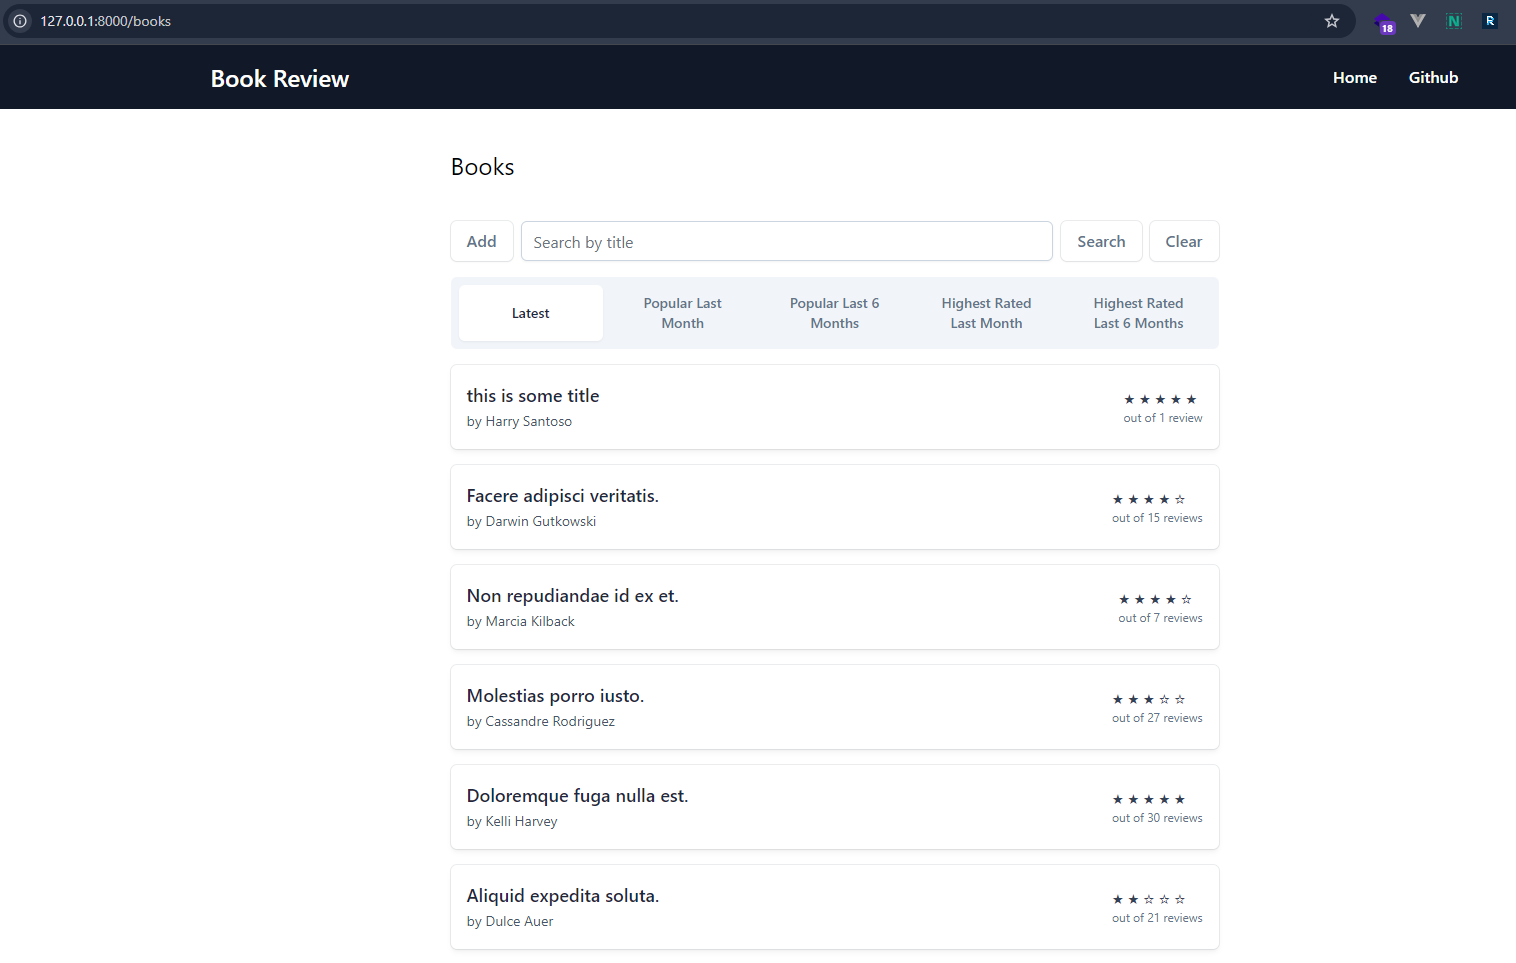 127.0.0.1:8000/books
18
N
R
Book Review
Home
Github
Books
Add
Search by title
Search
Clear
Latest
Popular Last
Month
Popular Last 6
Months
Highest Rated
Last Month
Highest Rated
Last 6 Months
this is some title
by Harry Santoso
★ ★ ★ ★ ★
out of 1 review
Facere adipisci veritatis.
by Darwin Gutkowski
★ ★ ★ ★ ☆
out of 15 reviews
Non repudiandae id ex et.
by Marcia Kilback
★ ★ ★ ★ ☆
out of 7 reviews
Molestias porro iusto.
by Cassandre Rodriguez
★ ★ ★ ☆ ☆
out of 27 reviews
Doloremque fuga nulla est.
by Kelli Harvey
★ ★ ★ ★ ★
out of 30 reviews
Aliquid expedita soluta.
by Dulce Auer
★ ★ ☆ ☆ ☆
out of 21 reviews